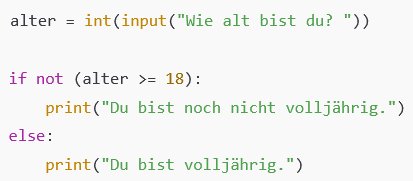 alter = int(input("Wie alt bist du? "))
if not (alter >= 18):
    print("Du bist noch nicht volljährig.")
else:
    print("Du bist volljährig.")